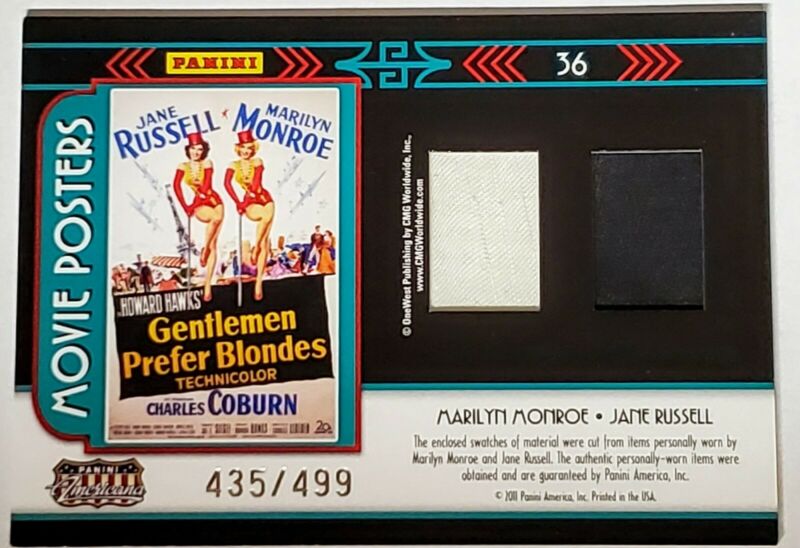 PANINI
36
MOVIE POSTERS
JANE
RUSSELL
MARILYN
MONROE
HOWARD HAWKS'
Gentlemen
Prefer Blondes
TECHNICOLOR
CHARLES COBURN
© OneWest Publishing by CMG Worldwide, Inc.,
www.CMGWorldwide.com
MARILYN MONROE • JANE RUSSELL
The enclosed swatches of material were cut from items personally worn by
Marilyn Monroe and Jane Russell. The authentic personally-worn items were
obtained and are guaranteed by Panini America, Inc.
© 2011 Panini America, Inc. Printed in the USA.
PANINI
Americana
435/499